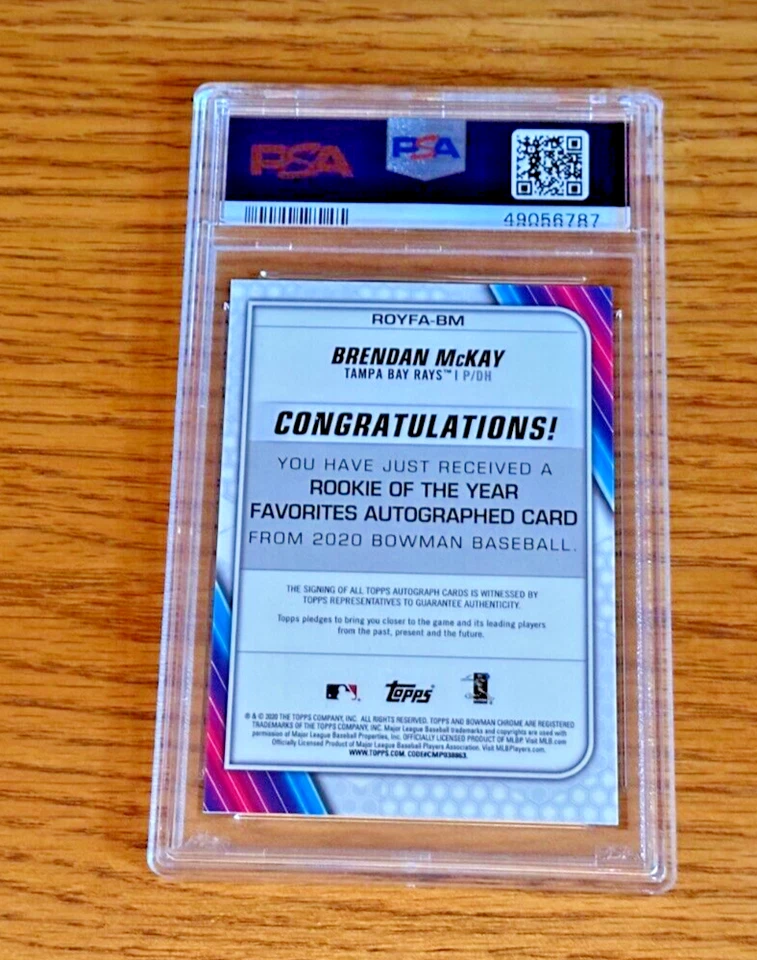 PSA
PSA
49056787
ROYFA-BM
BRENDAN McKAY
TAMPA BAY RAYS™ | P/DH
CONGRATULATIONS!
YOU HAVE JUST RECEIVED A
ROOKIE OF THE YEAR
FAVORITES AUTOGRAPHED CARD
FROM 2020 BOWMAN BASEBALL.
THE SIGNING OF ALL TOPPS AUTOGRAPH CARDS IS WITNESSED BY
TOPPS REPRESENTATIVES TO GUARANTEE AUTHENTICITY.
Topps pledges to bring you closer to the game and its leading players
from the past, present and the future.
topps
® & © 2020 THE TOPPS COMPANY, INC. ALL RIGHTS RESERVED. TOPPS AND BOWMAN CHROME ARE REGISTERED
TRADEMARKS OF THE TOPPS COMPANY, INC. Major League Baseball trademarks and copyrights are used with
permission of Major League Baseball Properties, Inc. OFFICIALLY LICENSED PRODUCT OF MLBP. Visit MLB.com
Officially Licensed Product of Major League Baseball Players Association. Visit MLBPlayers.com.
WWW.TOPPS.COM. CODE#CMP038863.